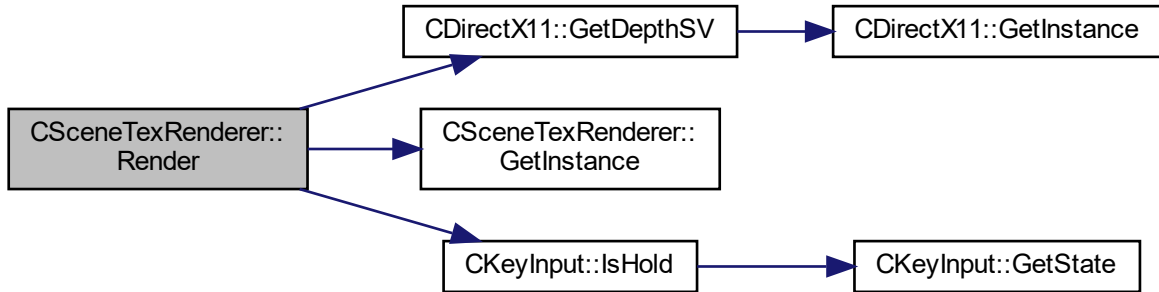 CDirectX11::GetDepthSV
CDirectX11::GetInstance
CSceneTexRenderer::
Render
CSceneTexRenderer::
GetInstance
CKeyInput::IsHold
CKeyInput::GetState